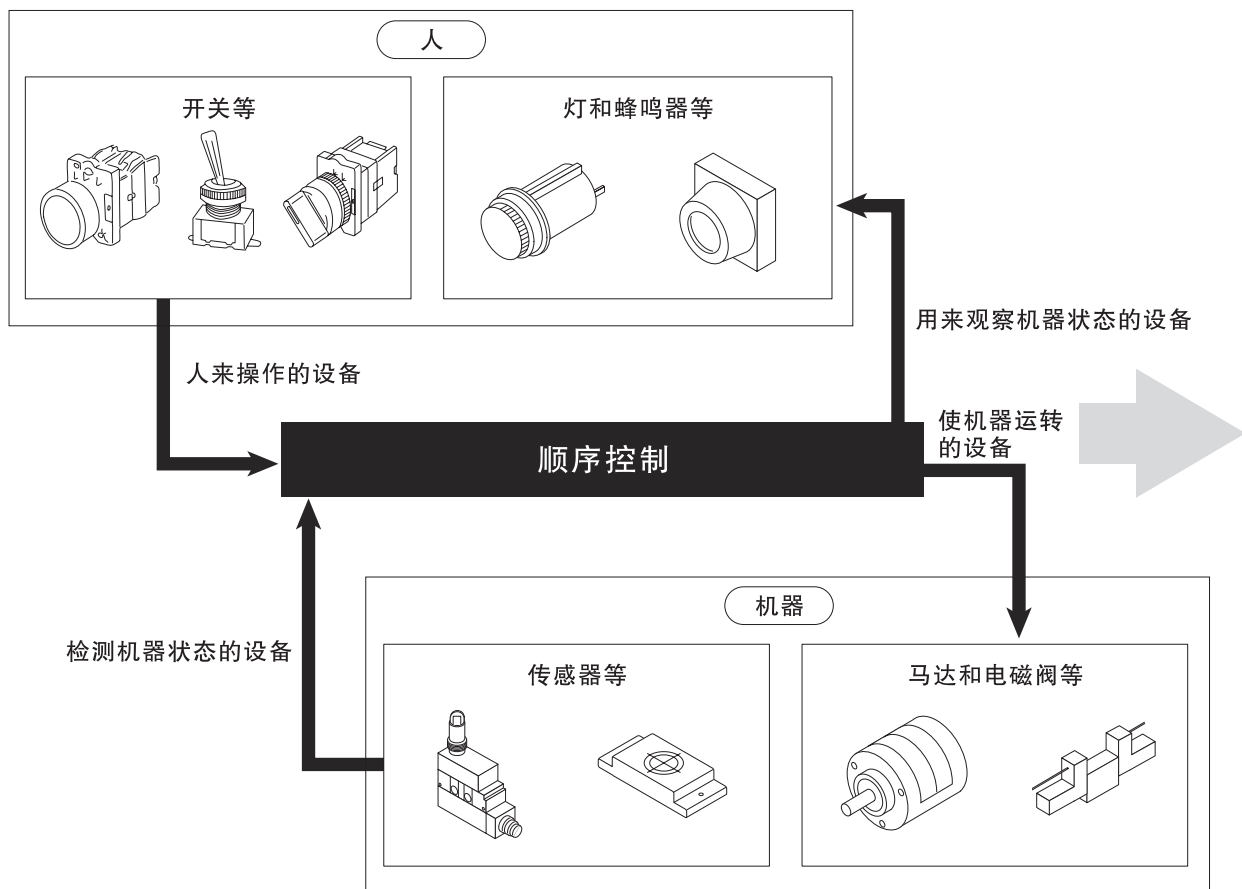 人
开关等
灯和蜂鸣器等
用来观察机器状态的设备
人来操作的设备
使机器运转
的设备
顺序控制
机器
检测机器状态的设备
传感器等
马达和电磁阀等